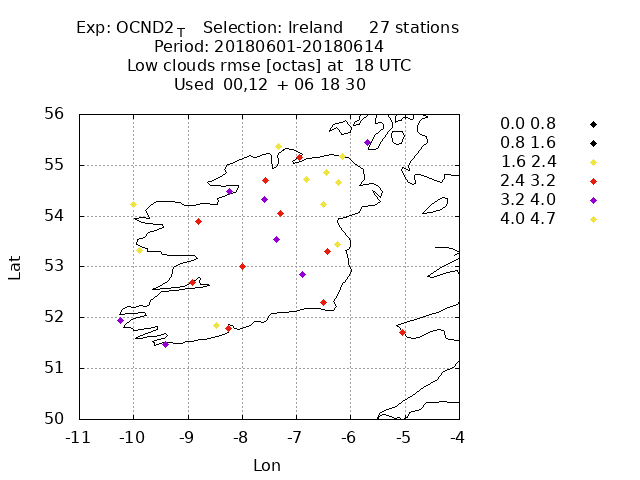 Exp: OCND2_T Selection: Ireland 27 stations
Period: 20180601-20180614
Low clouds rmse [octas] at 18 UTC
Used 00,12 + 06 18 30
56
55
54
53
52
51
50
-11 -10 -9 -8 -7 -6 -5 -4
Lat
Lon
0.0 0.8
0.8 1.6
1.6 2.4
2.4 3.2
3.2 4.0
4.0 4.7